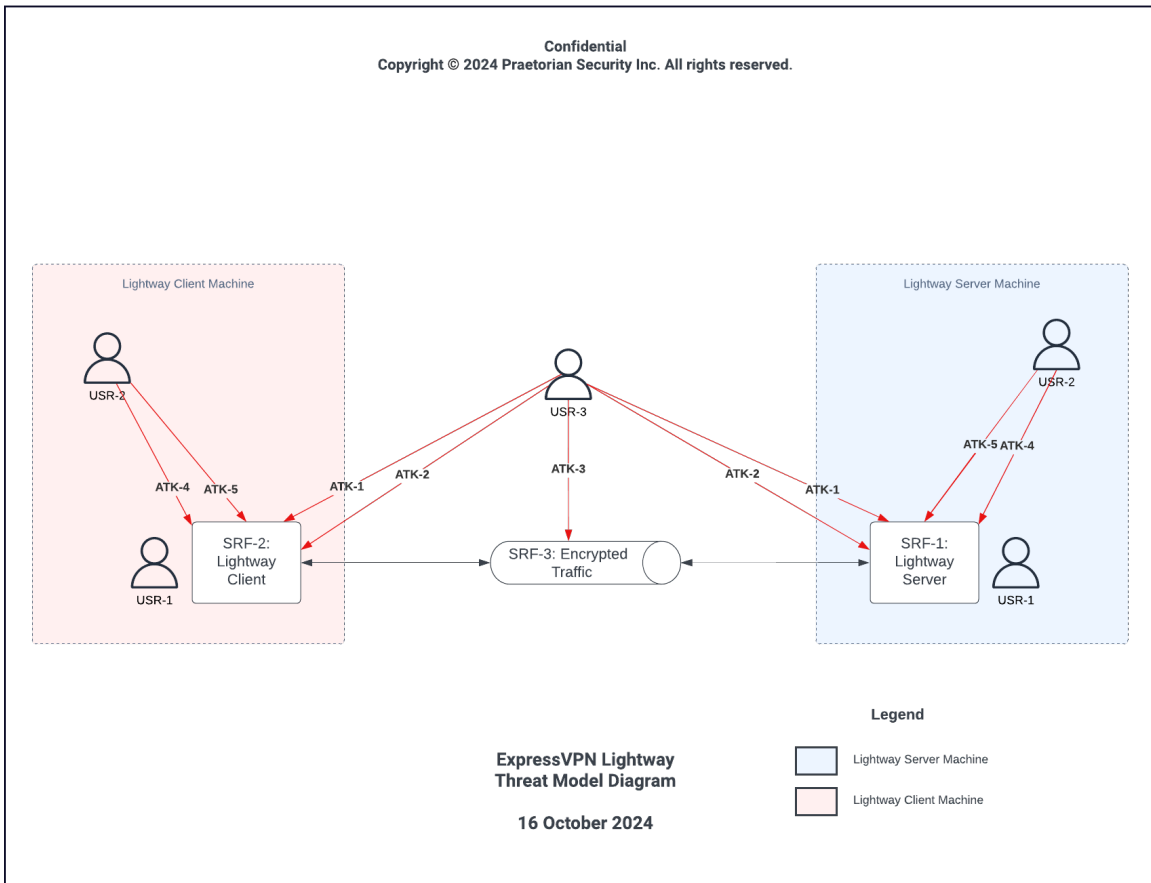 Confidential
Copyright © 2024 Praetorian Security Inc. All rights reserved.
Lightway Client Machine
Lightway Server Machine
USR-2
USR-3
USR-2
ATK-4
ATK-5
ATK-1
ATK-2
ATK-3
ATK-2
ATK-1
ATK-5
ATK-4
SRF-2:
Lightway
Client
USR-1
SRF-3: Encrypted
Traffic
SRF-1:
Lightway
Server
USR-1
Legend
Lightway Server Machine
Lightway Client Machine
ExpressVPN Lightway
Threat Model Diagram
16 October 2024